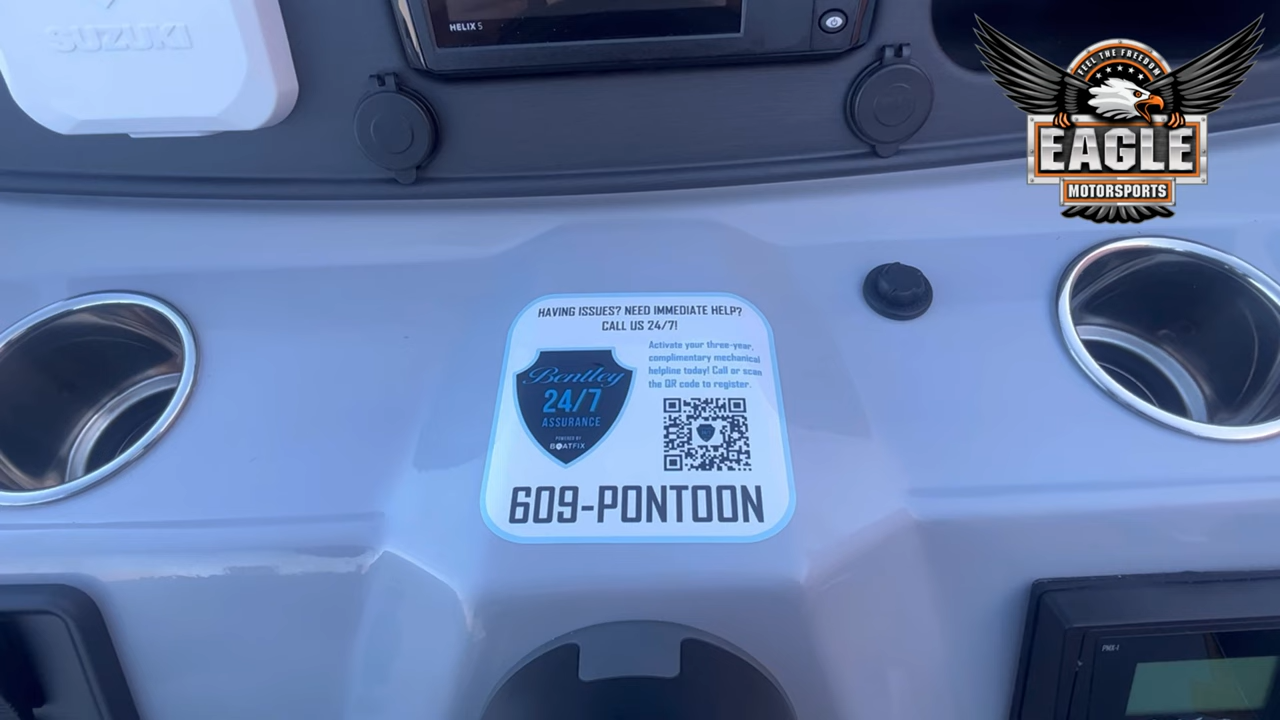 SUZUKI
HELIX 5
FEEL THE FREEDOM
EAGLE
MOTORSPORTS
HAVING ISSUES? NEED IMMEDIATE HELP?
CALL US 24/7!
Activate your three-year,
complimentary mechanical
helpline today! Call or scan
the QR code to register.
Bentley
24/7
ASSURANCE
POWERED BY
BOATFIX
609-PONTOON
PMX-1